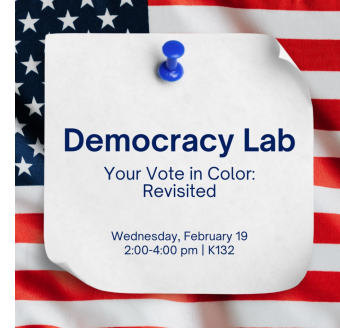 Democracy Lab
Your Vote in Color:
Revisited
Wednesday, February 19
2:00-4:00 pm | K132